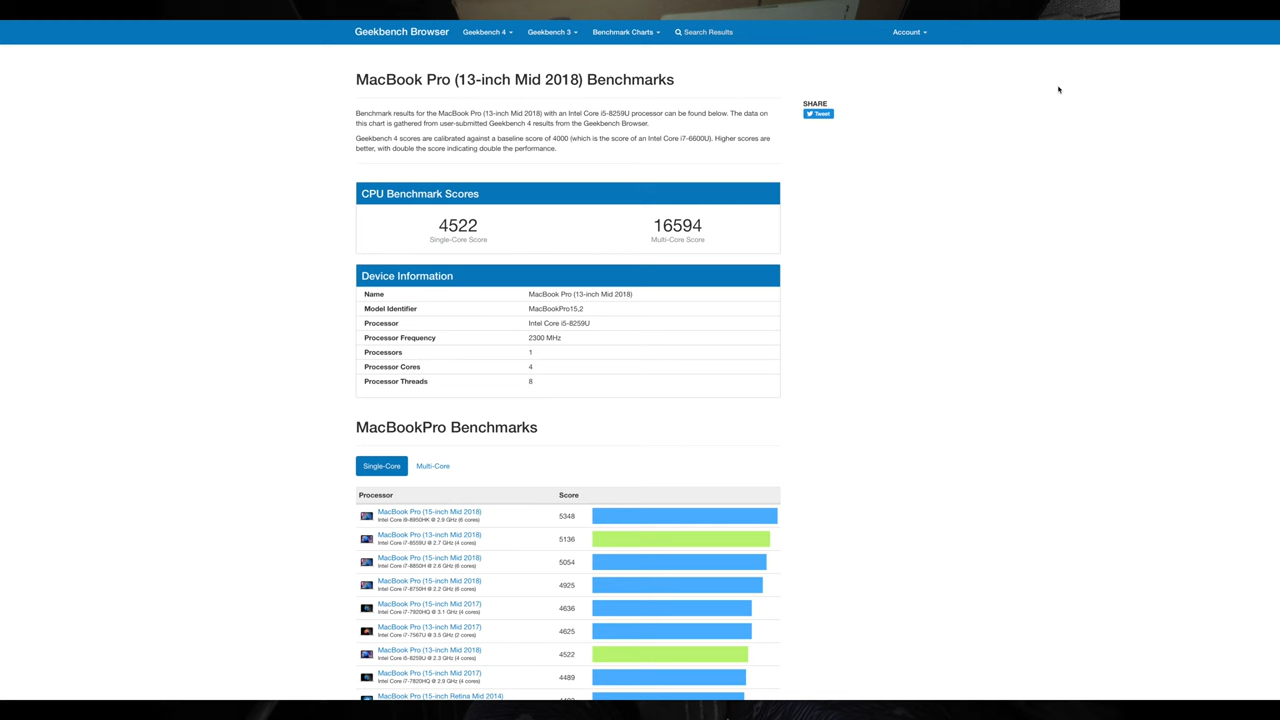 Geekbench Browser Geekbench 4 Geekbench 3 Benchmark Charts Search Results Account
MacBook Pro (13-inch Mid 2018) Benchmarks
SHARE
Tweet
Benchmark results for the MacBook Pro (13-inch Mid 2018) with an Intel Core i5-8259U processor can be found below. The data on
this chart is gathered from user-submitted Geekbench 4 results from the Geekbench Browser.
Geekbench 4 scores are calibrated against a baseline score of 4000 (which is the score of an Intel Core i7-6600U). Higher scores are
better, with double the score indicating double the performance.
CPU Benchmark Scores
4522 16594
Single-Core Score Multi-Core Score
Device Information
Name MacBook Pro (13-inch Mid 2018)
Model Identifier MacBookPro15,2
Processor Intel Core i5-8259U
Processor Frequency 2300 MHz
Processors 1
Processor Cores 4
Processor Threads 8
MacBookPro Benchmarks
Single-Core Multi-Core
Processor Score
MacBook Pro (15-inch Mid 2018)
Intel Core i9-8950HK @ 2.9 GHz (6 cores)
5348
MacBook Pro (13-inch Mid 2018)
Intel Core i7-8559U @ 2.7 GHz (4 cores)
5136
MacBook Pro (15-inch Mid 2018)
Intel Core i7-8850H @ 2.6 GHz (6 cores)
5054
MacBook Pro (15-inch Mid 2018)
Intel Core i7-8750H @ 2.2 GHz (6 cores)
4925
MacBook Pro (15-inch Mid 2017)
Intel Core i7-7920HQ @ 3.1 GHz (4 cores)
4636
MacBook Pro (13-inch Mid 2017)
Intel Core i7-7567U @ 3.5 GHz (2 cores)
4625
MacBook Pro (13-inch Mid 2018)
Intel Core i5-8259U @ 2.3 GHz (4 cores)
4522
MacBook Pro (15-inch Mid 2017)
Intel Core i7-7820HQ @ 2.9 GHz (4 cores)
4489
MacBook Pro (15-inch Retina Mid 2014)